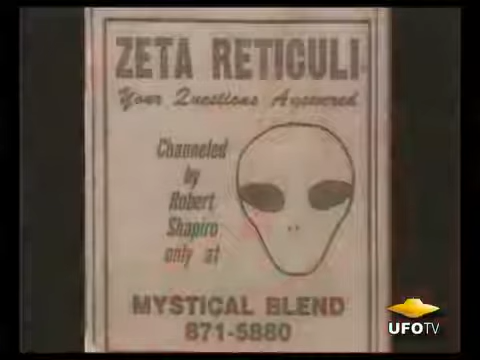 ZETA RETICULI
Your Questions Answered
Channeled
by
Robert
Shapiro
only at
MYSTICAL BLEND
871-5880
UFOTV